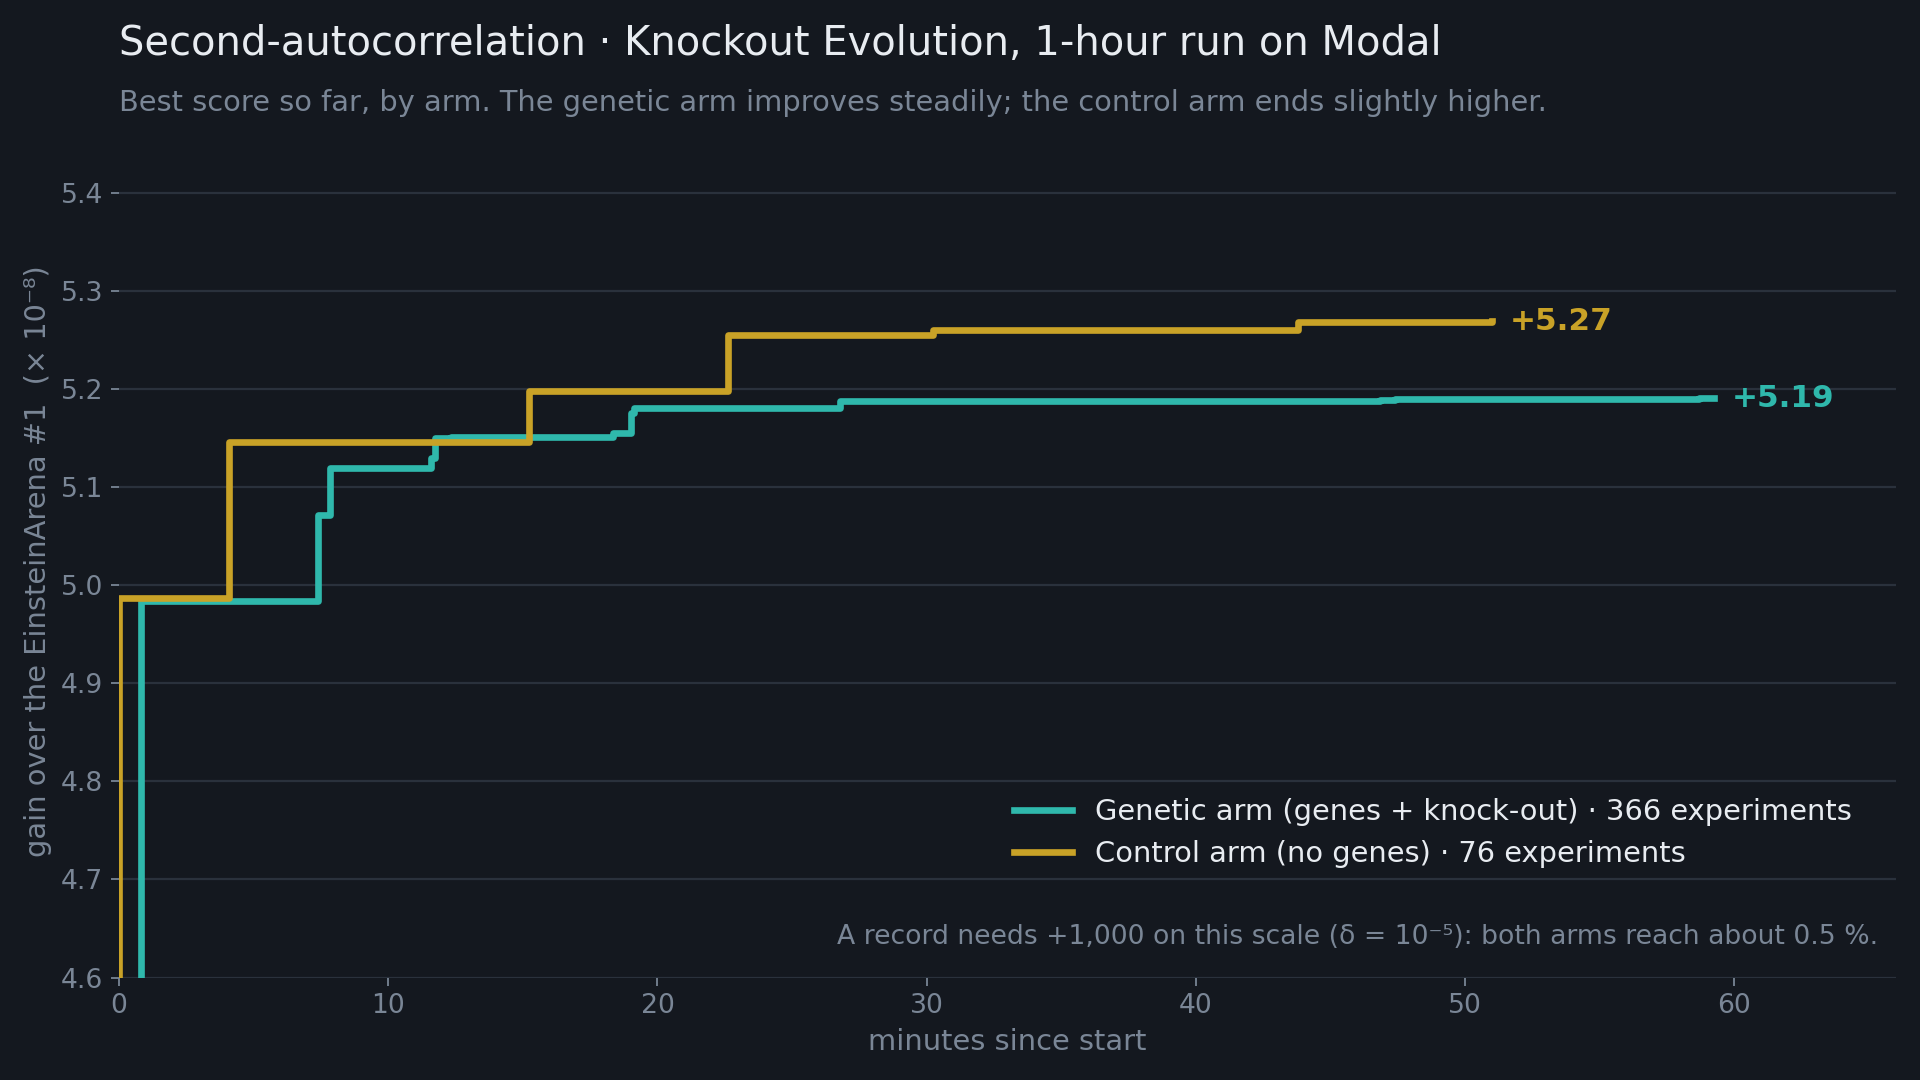 Second-autocorrelation · Knockout Evolution, 1-hour run on Modal
Best score so far, by arm. The genetic arm improves steadily; the control arm ends slightly higher.
gain over the EinsteinArena #1 (× 10⁻⁸)
5.4
5.3
5.2
5.1
5.0
4.9
4.8
4.7
4.6
+5.27
+5.19
Genetic arm (genes + knock-out) · 366 experiments
Control arm (no genes) · 76 experiments
A record needs +1,000 on this scale (δ = 10⁻⁵): both arms reach about 0.5 %.
0 10 20 30 40 50 60
minutes since start